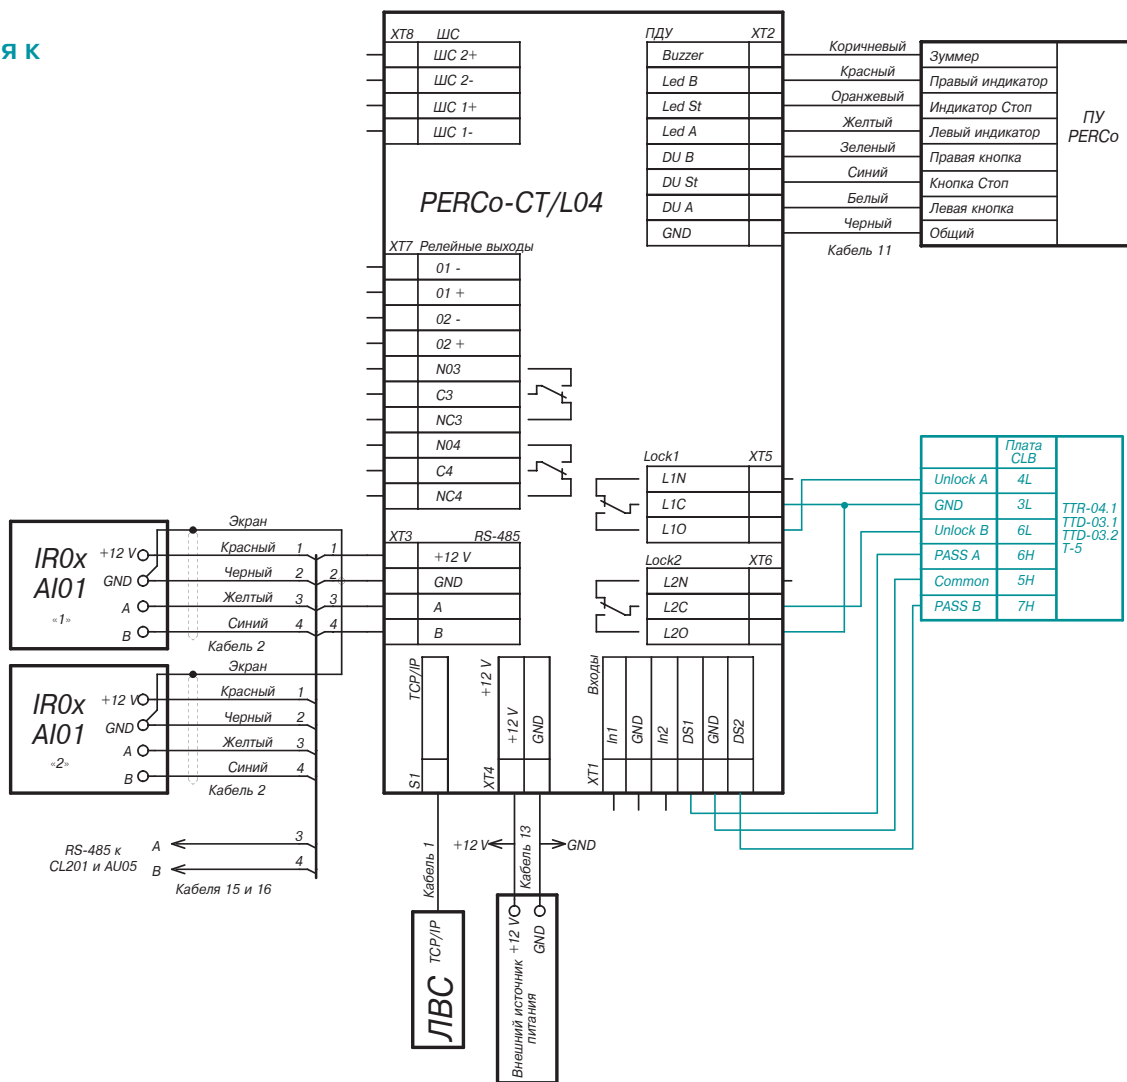 я к
XT8 ШС
ШС 2+
ШС 2-
ШС 1+
ШС 1-
ПДУ XT2
Buzzer
Led B
Led St
Led A
DU B
DU St
DU A
GND
Коричневый
Красный
Оранжевый
Желтый
Зеленый
Синий
Белый
Черный
Кабель 11
Зуммер
Правый индикатор
Индикатор Стоп
Левый индикатор
Правая кнопка
Кнопка Стоп
Левая кнопка
Общий
ПУ
PERCo
PERCo-CT/L04
XT7 Релейные выходы
01 -
01 +
02 -
02 +
N03
C3
NC3
N04
C4
NC4
Lock1 XT5
L1N
L1C
L1O
Lock2 XT6
L2N
L2C
L2O
Плата
CLB
Unlock A 4L
GND 3L
Unlock B 6L
PASS A 6H
Common 5H
PASS B 7H
TTR-04.1
TTD-03.1
TTD-03.2
T-5
XT3 RS-485
+12 V
GND
A
B
IR0x
AI01
«1»
+12 V
GND
A
B
Экран
Красный 1 1
Черный 2 2
Желтый 3 3
Синий 4 4
Кабель 2
IR0x
AI01
«2»
+12 V
GND
A
B
Экран
Красный 1
Черный 2
Желтый 3
Синий 4
Кабель 2
RS-485 к
CL201 и AU05
A 3
B 4
Кабеля 15 и 16
S1 TCP/IP
XT4 +12 V
+12 V
GND
XT1 Входы
In1
GND
In2
DS1
GND
DS2
Кабель 1
+12 V
Кабель 13
GND
ЛВС TCP/IP
+12 V
GND
Внешний источник
питания